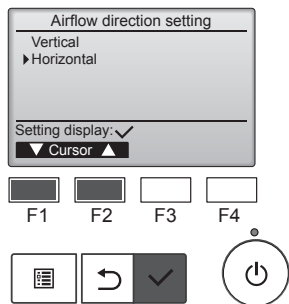 Airflow direction setting
Vertical
Horizontal
Setting display:
Cursor
F1 F2 F3 F4